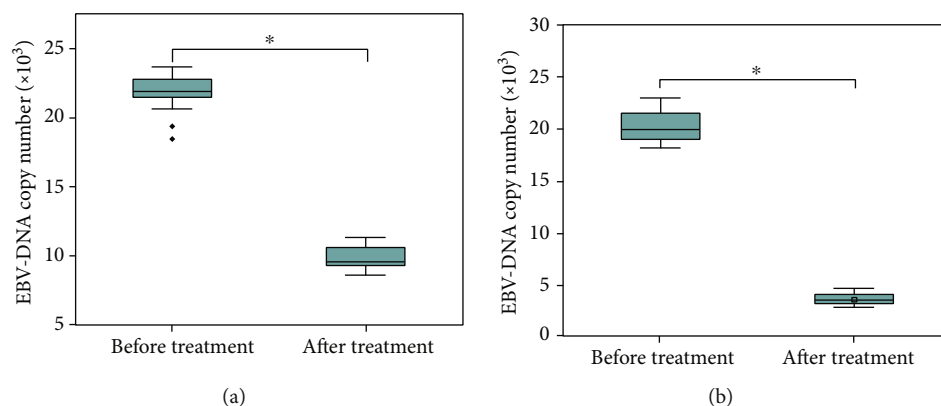 EBV-DNA copy number (×10³)
25
20
15
10
5
*
Before treatment
After treatment
(a)
EBV-DNA copy number (×10³)
30
25
20
15
10
5
0
*
Before treatment
After treatment
(b)